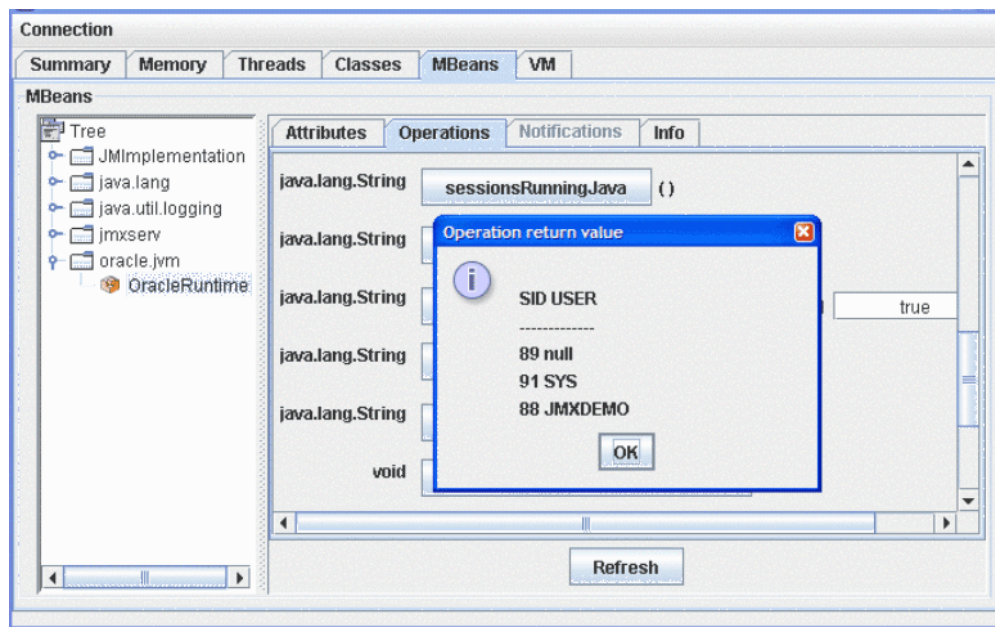 Connection
Summary Memory Threads Classes MBeans VM
MBeans
Tree
JMImplementation
java.lang
java.util.logging
jmxserv
oracle.jvm
OracleRuntime
Attributes Operations Notifications Info
java.lang.String sessionsRunningJava ( )
java.lang.String
java.lang.String true
java.lang.String
java.lang.String
void
Operation return value
SID USER
-------------
89 null
91 SYS
88 JMXDEMO
OK
Refresh